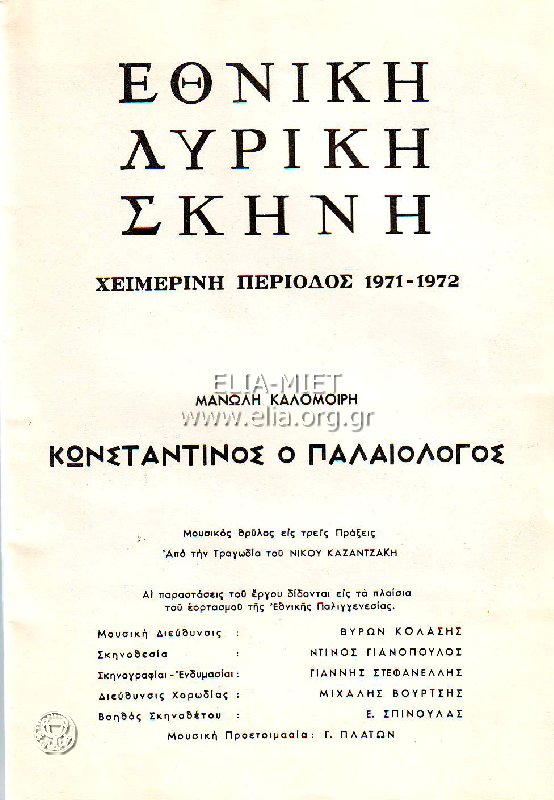 ΕΘΝΙΚΗ
ΛΥΡΙΚΗ
ΣΚΗΝΗ
ΧΕΙΜΕΡΙΝΗ ΠΕΡΙΟΔΟΣ 1971-1972
ELIA-MIET
ΜΑΝΩΛΗ ΚΑΛΟΜΟΙΡΗ
www.elia.org.gr
ΚΩΝΣΤΑΝΤΙΝΟΣ Ο ΠΑΛΑΙΟΛΟΓΟΣ
Μουσικός θρῦλος εἰς τρεῖς Πράξεις
Ἀπό τήν Τραγωδία τοῦ ΝΙΚΟΥ ΚΑΖΑΝΤΖΑΚΗ
Αἱ παραστάσεις τοῦ ἔργου δίδονται εἰς τά πλαίσια
τοῦ ἑορτασμοῦ τῆς Ἐθνικῆς Παλιγγενεσίας.
Μουσική Διεύθυνσις : ΒΥΡΩΝ ΚΟΛΑΣΗΣ
Σκηνοθεσία : ΝΤΙΝΟΣ ΓΙΑΝΟΠΟΥΛΟΣ
Σκηνογραφίαι-Ἐνδυμασίαι : ΓΙΑΝΝΗΣ ΣΤΕΦΑΝΕΛΛΗΣ
Διεύθυνσις Χορωδίας : ΜΙΧΑΛΗΣ ΒΟΥΡΤΣΗΣ
Βοηθός Σκηνοθέτου : Ε. ΣΠΙΝΟΥΛΑΣ
Μουσική Προετοιμασία : Γ. ΠΛΑΤΩΝ